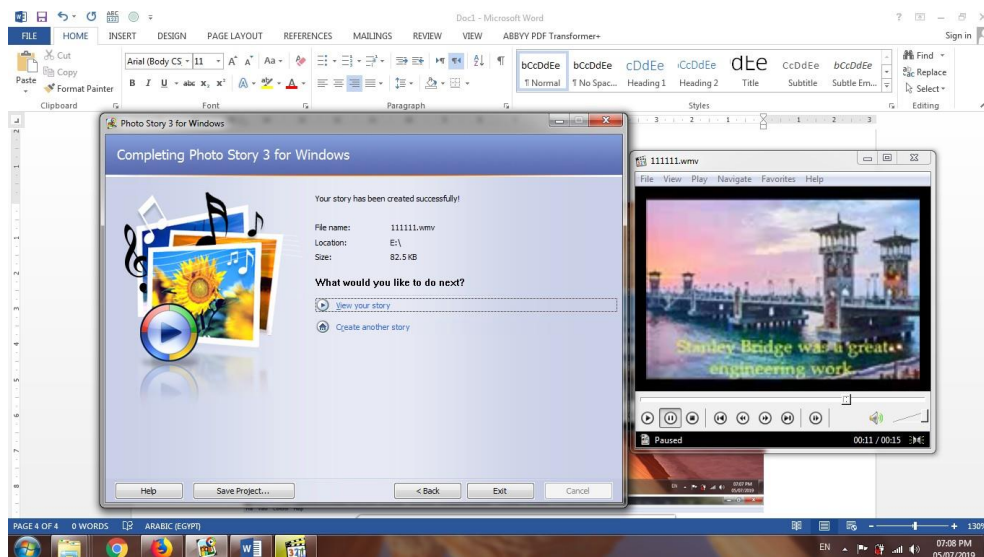 Doc1 - Microsoft Word
Sign in
FILE HOME INSERT DESIGN PAGE LAYOUT REFERENCES MAILINGS REVIEW VIEW ABBYY PDF Transformer+
Cut
Copy
Format Painter
Paste
Arial (Body CS 11
Find
Replace
Select
bCcDdEe bCcDdEe cDdEe cCcDdEe dEe CcDdEe bCcDdEe
¶ Normal ¶ No Spac... Heading 1 Heading 2 Title Subtitle Subtle Em...
Clipboard Font Paragraph Styles Editing
Photo Story 3 for Windows
Completing Photo Story 3 for Windows
Your story has been created successfully!
File name: 111111.wmv
Location: E:\
Size: 82.5 KB
What would you like to do next?
View your story
Create another story
Help Save Project... < Back Exit Cancel
111111.wmv
File View Play Navigate Favorites Help
Stanley Bridge was a great
engineering work
Paused 00:11 / 00:15
PAGE 4 OF 4 0 WORDS ARABIC (EGYPT) 130%
EN 07:08 PM
05/07/2019